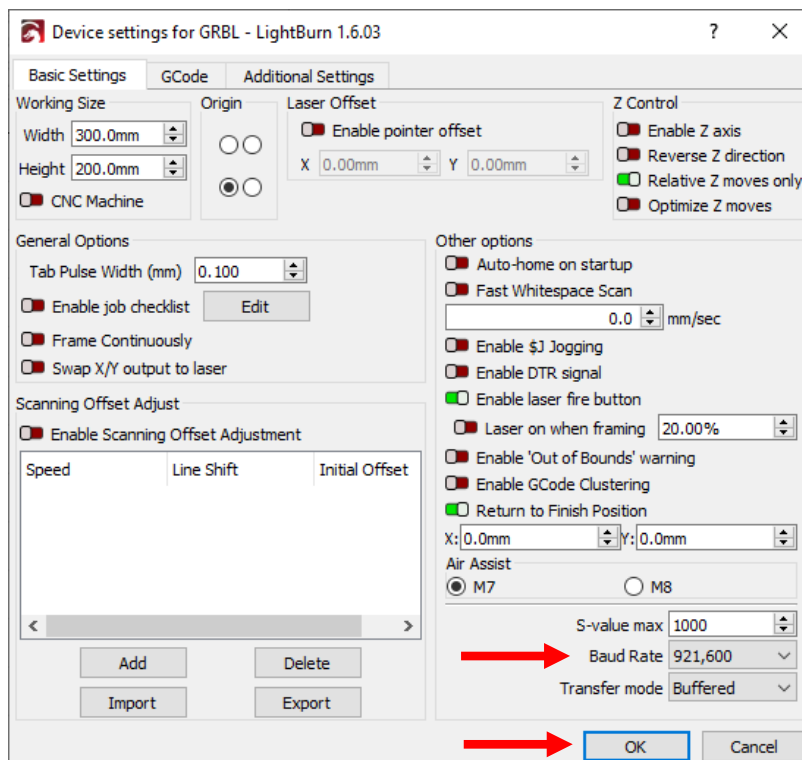 Device settings for GRBL - LightBurn 1.6.03
?
Basic Settings
GCode
Additional Settings
Working Size
Width 300.0mm
Height 200.0mm
CNC Machine
Origin
Laser Offset
Enable pointer offset
X 0.00mm Y 0.00mm
Z Control
Enable Z axis
Reverse Z direction
Relative Z moves only
Optimize Z moves
General Options
Tab Pulse Width (mm) 0.100
Enable job checklist Edit
Frame Continuously
Swap X/Y output to laser
Scanning Offset Adjust
Enable Scanning Offset Adjustment
Speed Line Shift Initial Offset
Add Delete
Import Export
Other options
Auto-home on startup
Fast Whitespace Scan
0.0 mm/sec
Enable $J Jogging
Enable DTR signal
Enable laser fire button
Laser on when framing 20.00%
Enable 'Out of Bounds' warning
Enable GCode Clustering
Return to Finish Position
X: 0.0mm Y: 0.0mm
Air Assist
M7 M8
S-value max 1000
Baud Rate 921,600
Transfer mode Buffered
OK Cancel